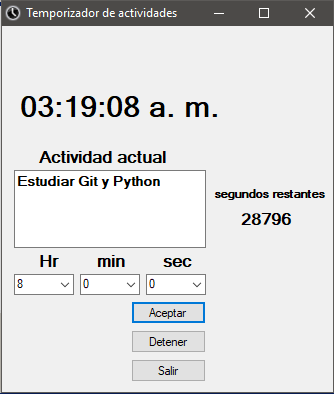 Temporizador de actividades
03:19:08 a. m.
Actividad actual
Estudiar Git y Python
segundos restantes
28796
Hr min sec
8 0 0
Aceptar
Detener
Salir